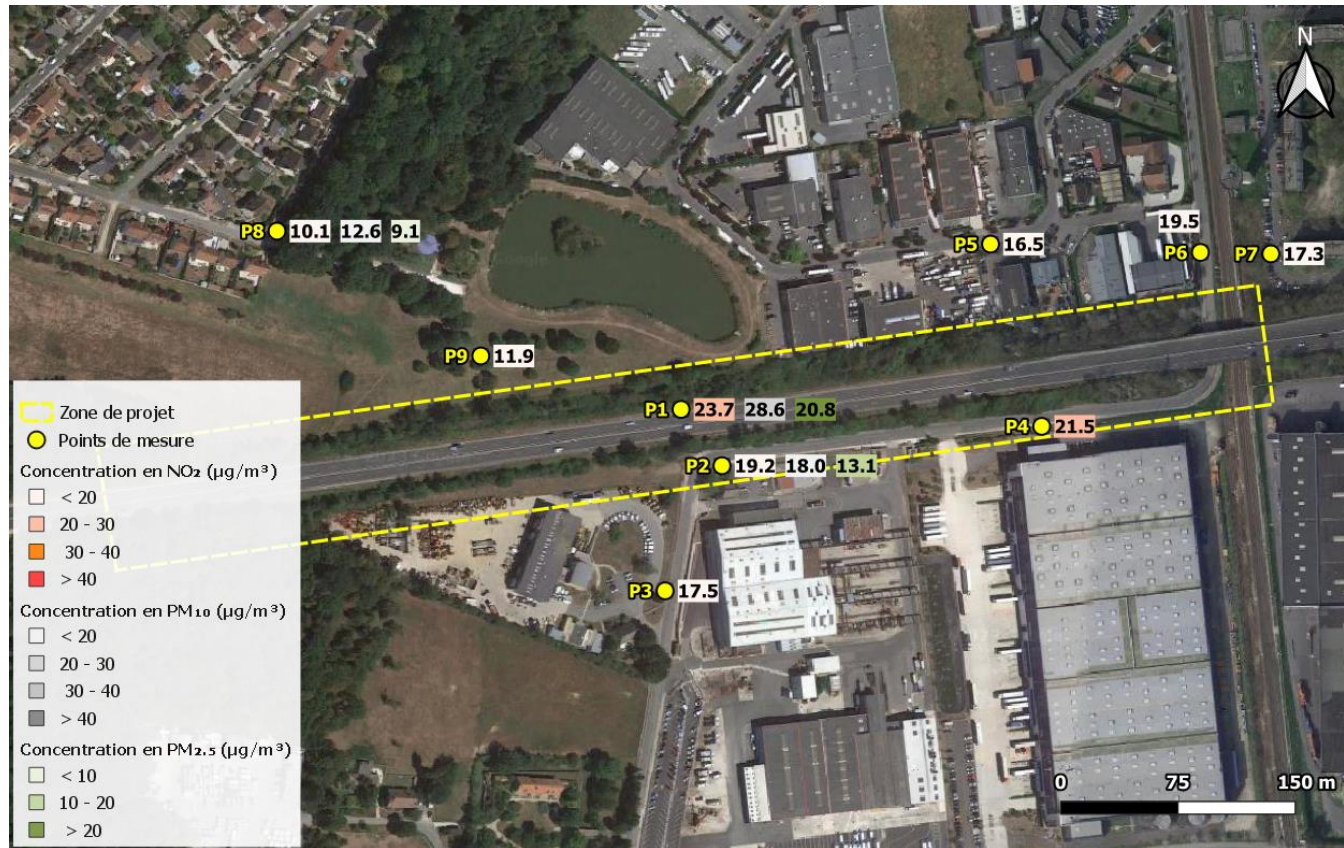 N
P8 10.1 12.6 9.1
Google
P5 16.5
19.5
P6
P7 17.3
P9 11.9
P1 23.7 28.6 20.8
P4 21.5
P2 19.2 18.0 13.1
P3 17.5
Zone de projet
Points de mesure
Concentration en NO₂ (µg/m³)
< 20
20 - 30
30 - 40
> 40
Concentration en PM₁₀ (µg/m³)
< 20
20 - 30
30 - 40
> 40
Concentration en PM₂.₅ (µg/m³)
< 10
10 - 20
> 20
0 75 150 m